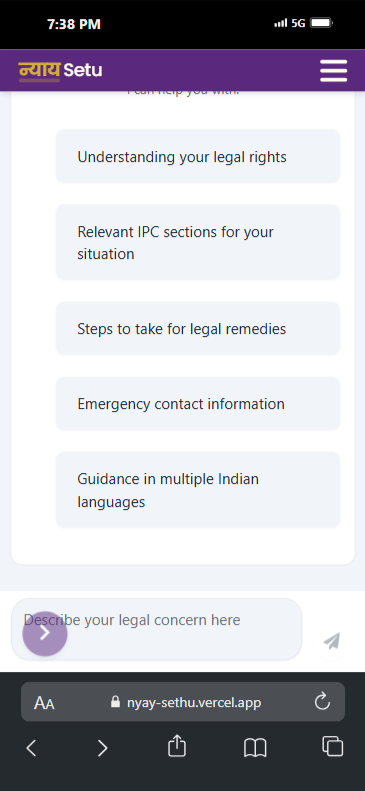 7:38 PM
5G
न्याय Setu
I can help you with:
Understanding your legal rights
Relevant IPC sections for your
situation
Steps to take for legal remedies
Emergency contact information
Guidance in multiple Indian
languages
Describe your legal concern here
AA nyay-sethu.vercel.app